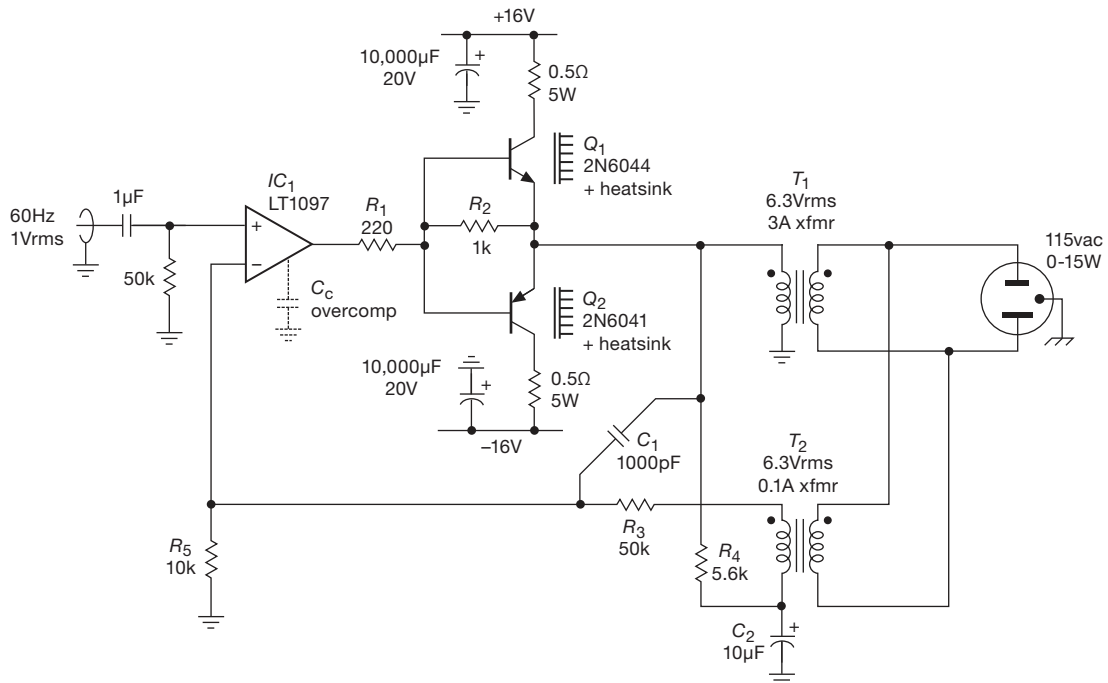 +16V
10,000µF
20V
+
0.5Ω
5W
Q1
2N6044
+ heatsink
IC1
LT1097
1µF
60Hz
1Vrms
50k
+
–
Cc
overcomp
R1
220
R2
1k
T1
6.3Vrms
3A xfmr
115vac
0-15W
Q2
2N6041
+ heatsink
10,000µF
20V
+
0.5Ω
5W
–16V
C1
1000pF
T2
6.3Vrms
0.1A xfmr
R3
50k
R4
5.6k
R5
10k
C2
10µF
+